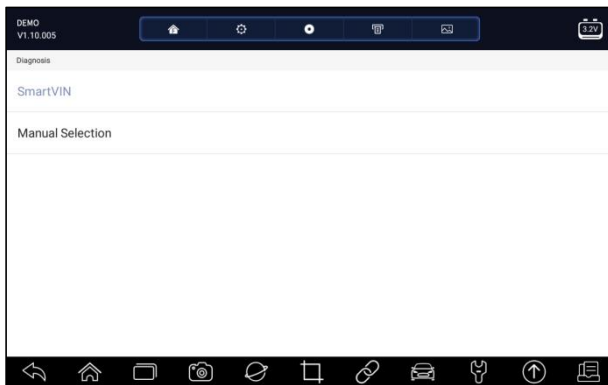 DEMO
V1.10.005
3.2V
Diagnosis
SmartVIN
Manual Selection